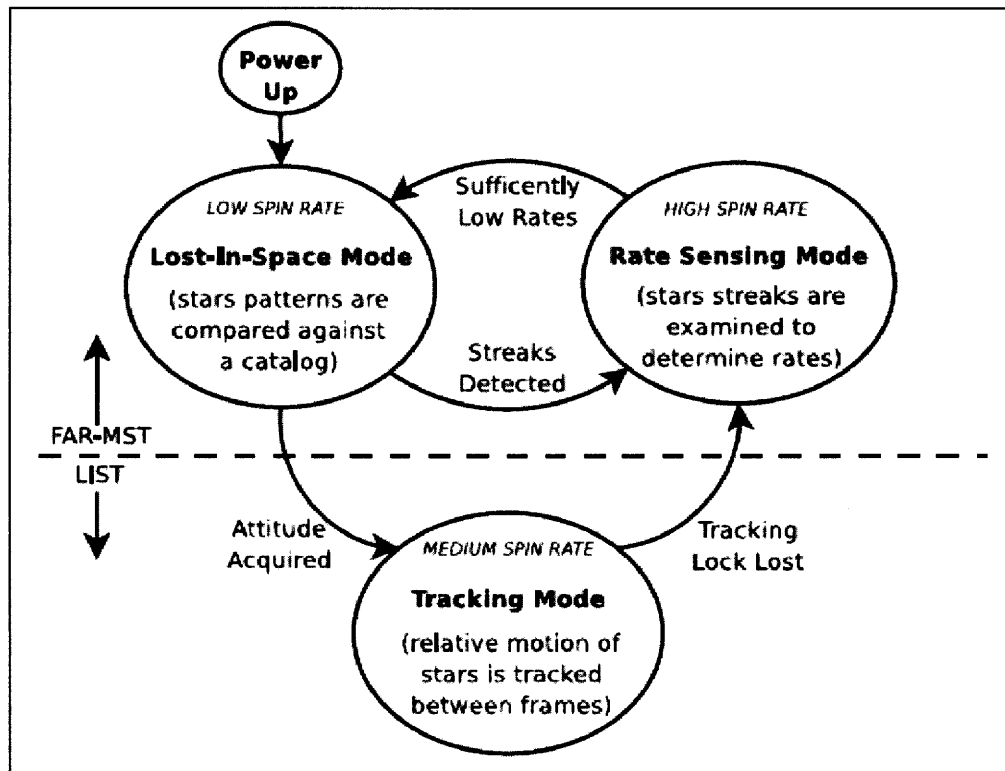 Power
Up
LOW SPIN RATE
Lost-In-Space Mode
(stars patterns are
compared against
a catalog)
Sufficently
Low Rates
HIGH SPIN RATE
Rate Sensing Mode
(stars streaks are
examined to
determine rates)
Streaks
Detected
FAR-MST
LIST
Attitude
Acquired
Tracking
Lock Lost
MEDIUM SPIN RATE
Tracking Mode
(relative motion of
stars is tracked
between frames)